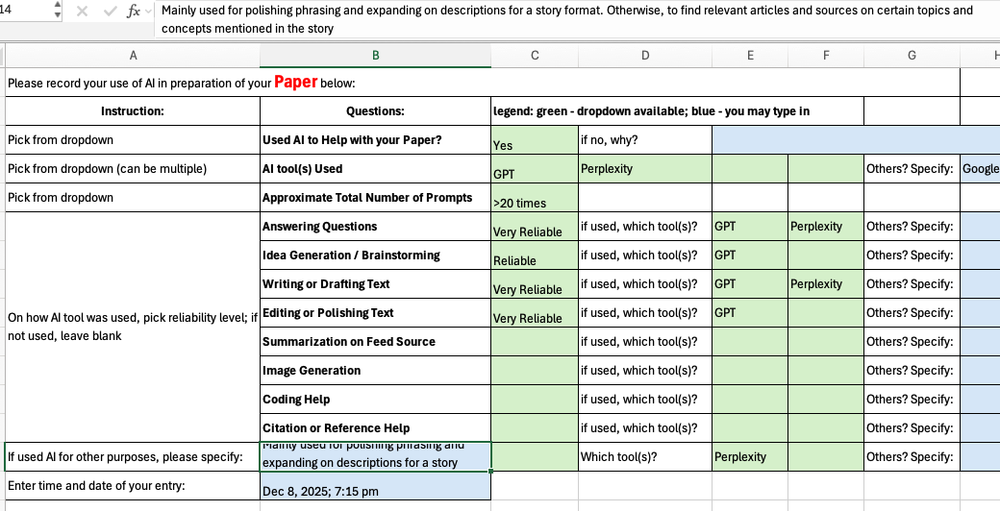 14
fx
Mainly used for polishing phrasing and expanding on descriptions for a story format. Otherwise, to find relevant articles and sources on certain topics and
concepts mentioned in the story
A B C D E F G H
Please record your use of AI in preparation of your Paper below:
Instruction: Questions: legend: green - dropdown available; blue - you may type in
Pick from dropdown Used AI to Help with your Paper? Yes if no, why?
Pick from dropdown (can be multiple) AI tool(s) Used GPT Perplexity Others? Specify: Google
Pick from dropdown Approximate Total Number of Prompts >20 times
Answering Questions Very Reliable if used, which tool(s)? GPT Perplexity Others? Specify:
Idea Generation / Brainstorming Reliable if used, which tool(s)? GPT Others? Specify:
Writing or Drafting Text Very Reliable if used, which tool(s)? GPT Perplexity Others? Specify:
On how AI tool was used, pick reliability level; if
not used, leave blank
Editing or Polishing Text Very Reliable if used, which tool(s)? GPT Others? Specify:
Summarization on Feed Source if used, which tool(s)? Others? Specify:
Image Generation if used, which tool(s)? Others? Specify:
Coding Help if used, which tool(s)? Others? Specify:
Citation or Reference Help if used, which tool(s)? Others? Specify:
If used AI for other purposes, please specify: Mainly used for polishing phrasing and
expanding on descriptions for a story Which tool(s)? Perplexity Others? Specify:
Enter time and date of your entry: Dec 8, 2025; 7:15 pm